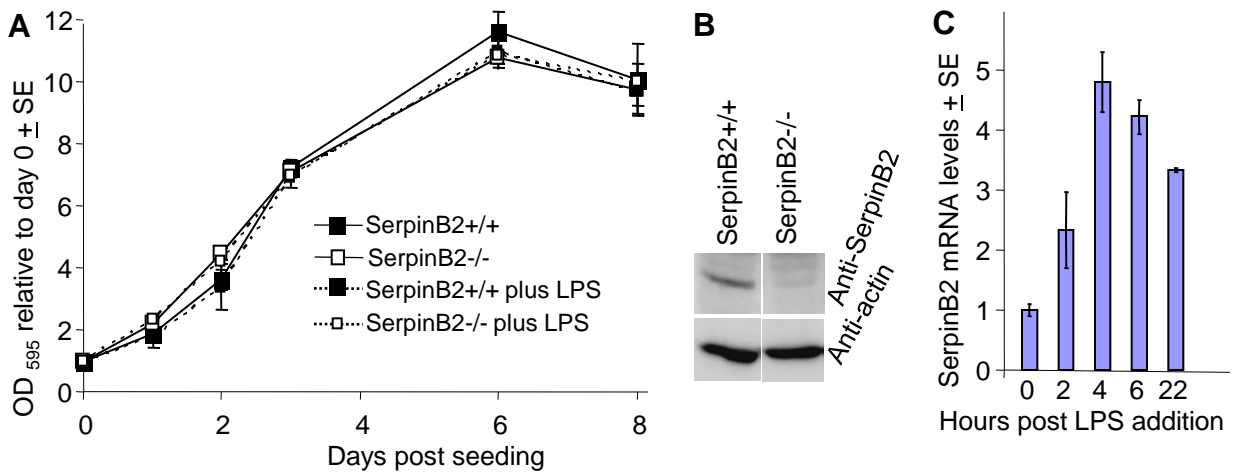 A
OD 595 relative to day 0 ± SE
12
10
8
6
4
2
0
0
2
4
6
8
Days post seeding
SerpinB2+/+
SerpinB2-/-
SerpinB2+/+ plus LPS
SerpinB2-/- plus LPS
B
SerpinB2+/+
SerpinB2-/-
Anti-SerpinB2
Anti-actin
C
SerpinB2 mRNA levels ± SE
5
4
3
2
1
0
0 2 4 6 22
Hours post LPS addition